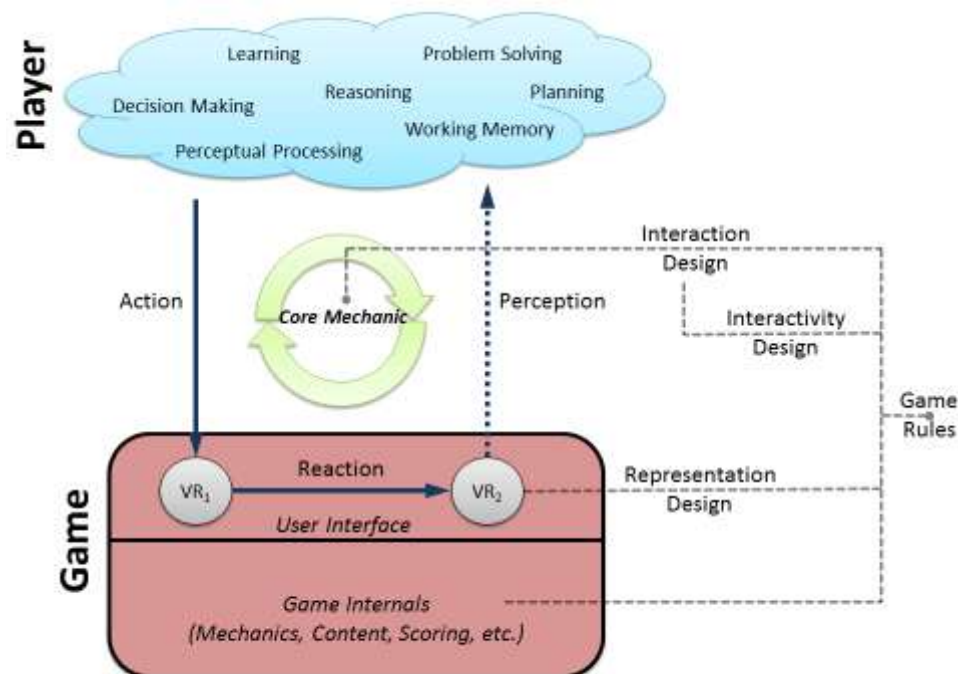 Player
Learning
Problem Solving
Decision Making
Reasoning
Planning
Working Memory
Perceptual Processing
Action
Core Mechanic
Perception
Interaction
Design
Interactivity
Design
Game
Rules
Game
VR1
Reaction
VR2
User Interface
Representation
Design
Game Internals
(Mechanics, Content, Scoring, etc.)